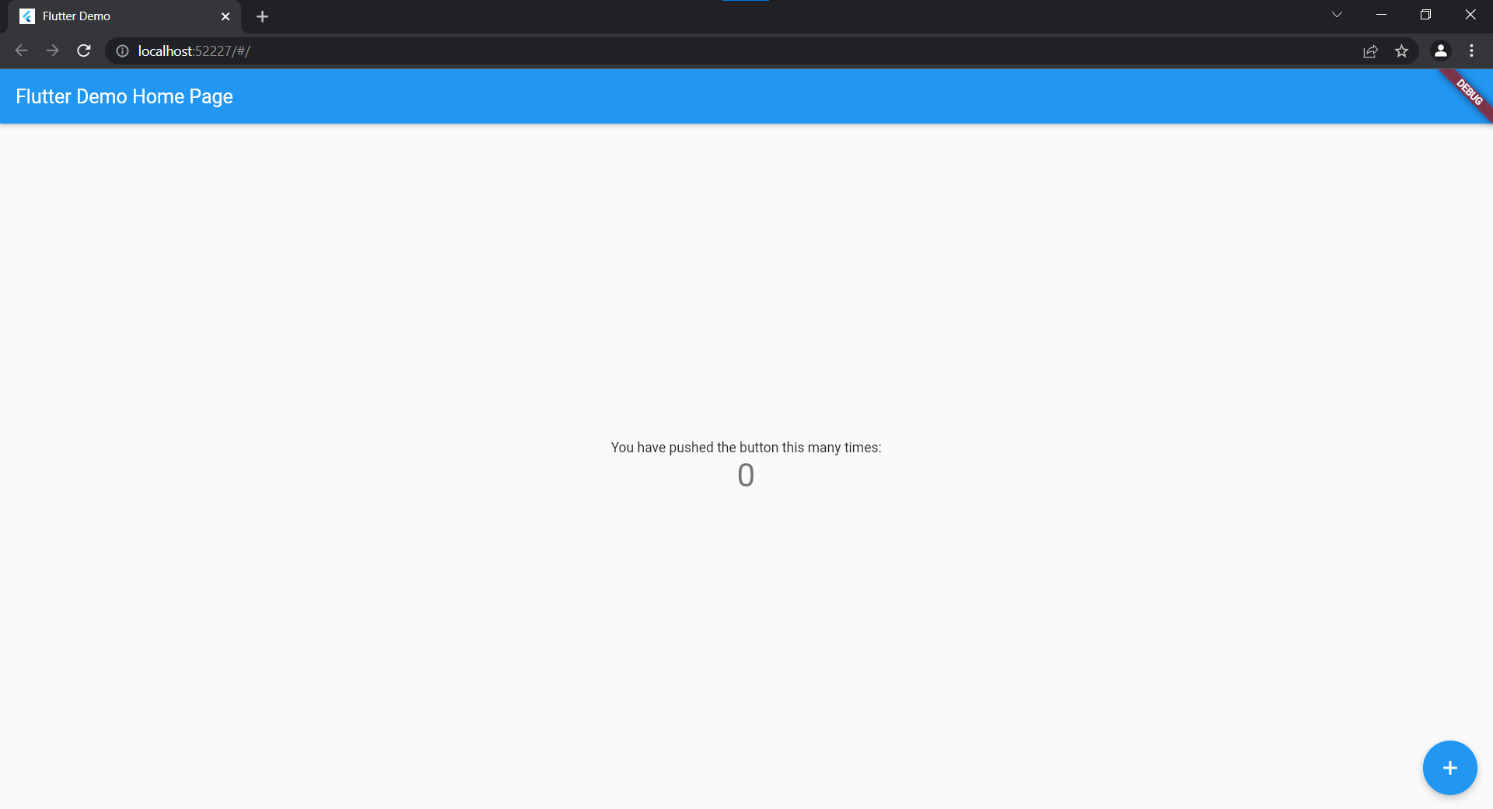 Flutter Demo
localhost:52227/#/
Flutter Demo Home Page
DEBUG
You have pushed the button this many times:
0